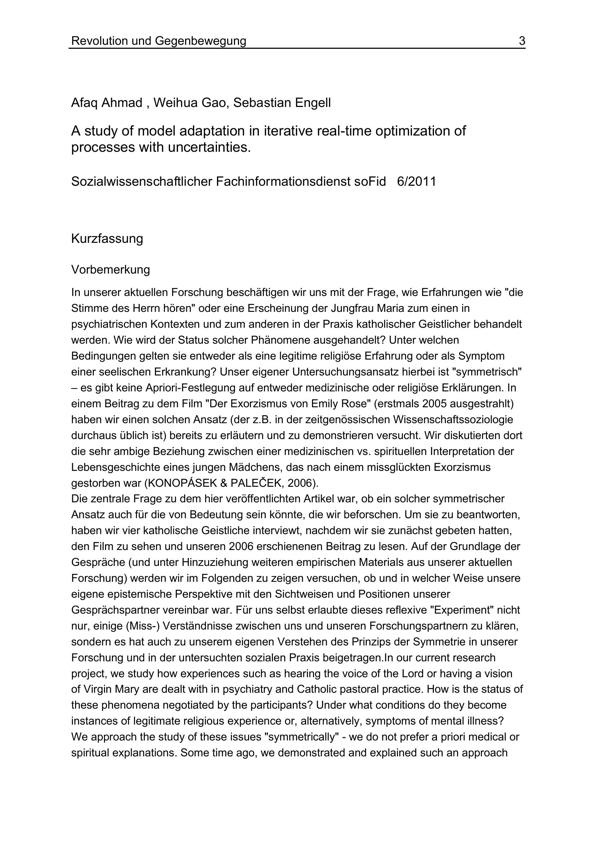 Revolution und Gegenbewegung 3
Afaq Ahmad , Weihua Gao, Sebastian Engell
A study of model adaptation in iterative real-time optimization of
processes with uncertainties.
Sozialwissenschaftlicher Fachinformationsdienst soFid 6/2011
Kurzfassung
Vorbemerkung
In unserer aktuellen Forschung beschäftigen wir uns mit der Frage, wie Erfahrungen wie "die
Stimme des Herrn hören" oder eine Erscheinung der Jungfrau Maria zum einen in
psychiatrischen Kontexten und zum anderen in der Praxis katholischer Geistlicher behandelt
werden. Wie wird der Status solcher Phänomene ausgehandelt? Unter welchen
Bedingungen gelten sie entweder als eine legitime religiöse Erfahrung oder als Symptom
einer seelischen Erkrankung? Unser eigener Untersuchungsansatz hierbei ist "symmetrisch"
– es gibt keine Apriori-Festlegung auf entweder medizinische oder religiöse Erklärungen. In
einem Beitrag zu dem Film "Der Exorzismus von Emily Rose" (erstmals 2005 ausgestrahlt)
haben wir einen solchen Ansatz (der z.B. in der zeitgenössischen Wissenschaftssoziologie
durchaus üblich ist) bereits zu erläutern und zu demonstrieren versucht. Wir diskutierten dort
die sehr ambige Beziehung zwischen einer medizinischen vs. spirituellen Interpretation der
Lebensgeschichte eines jungen Mädchens, das nach einem missglückten Exorzismus
gestorben war (KONOPÁSEK & PALEČEK, 2006).
Die zentrale Frage zu dem hier veröffentlichten Artikel war, ob ein solcher symmetrischer
Ansatz auch für die von Bedeutung sein könnte, die wir beforschen. Um sie zu beantworten,
haben wir vier katholische Geistliche interviewt, nachdem wir sie zunächst gebeten hatten,
den Film zu sehen und unseren 2006 erschienenen Beitrag zu lesen. Auf der Grundlage der
Gespräche (und unter Hinzuziehung weiteren empirischen Materials aus unserer aktuellen
Forschung) werden wir im Folgenden zu zeigen versuchen, ob und in welcher Weise unsere
eigene epistemische Perspektive mit den Sichtweisen und Positionen unserer
Gesprächspartner vereinbar war. Für uns selbst erlaubte dieses reflexive "Experiment" nicht
nur, einige (Miss-) Verständnisse zwischen uns und unseren Forschungspartnern zu klären,
sondern es hat auch zu unserem eigenen Verstehen des Prinzips der Symmetrie in unserer
Forschung und in der untersuchten sozialen Praxis beigetragen.In our current research
project, we study how experiences such as hearing the voice of the Lord or having a vision
of Virgin Mary are dealt with in psychiatry and Catholic pastoral practice. How is the status of
these phenomena negotiated by the participants? Under what conditions do they become
instances of legitimate religious experience or, alternatively, symptoms of mental illness?
We approach the study of these issues "symmetrically" - we do not prefer a priori medical or
spiritual explanations. Some time ago, we demonstrated and explained such an approach